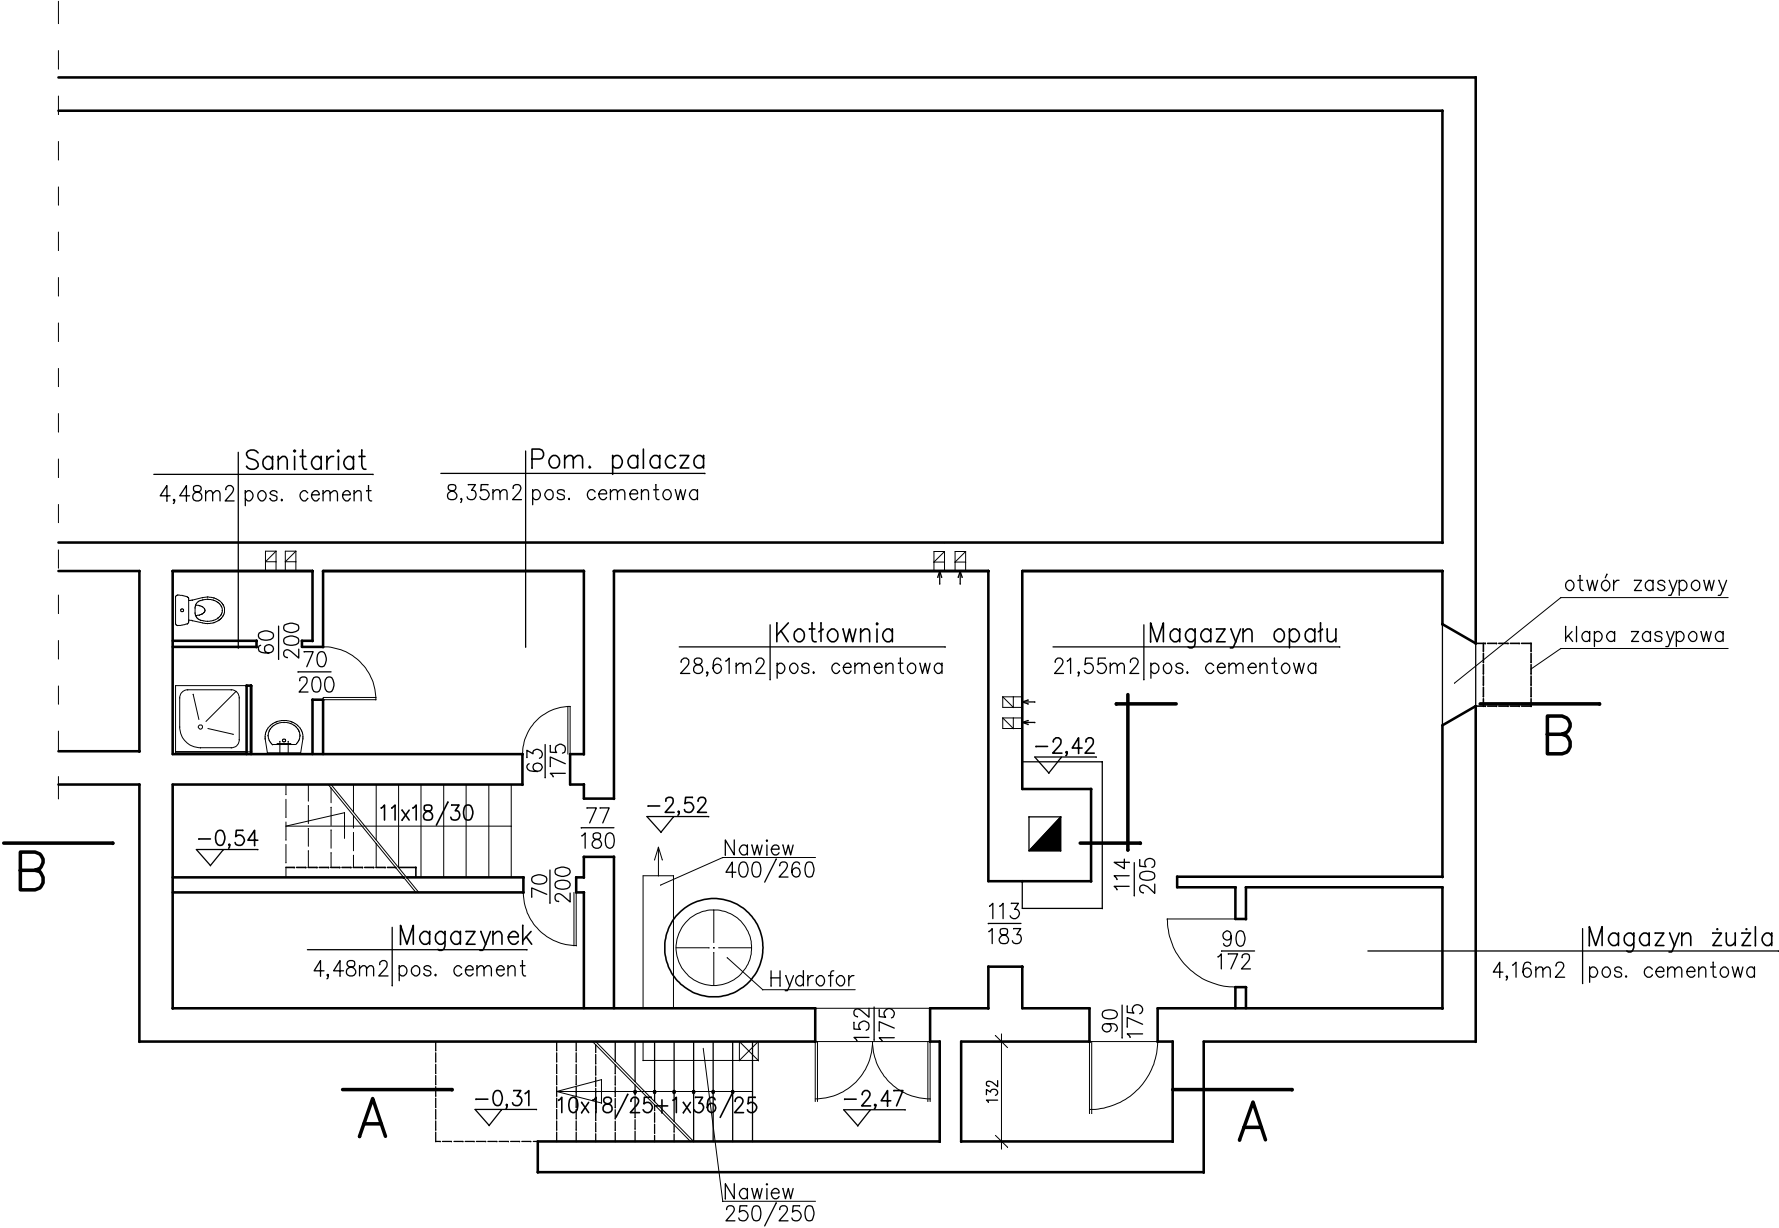 Sanitariat
4,48m2 pos. cement
Pom. palacza
8,35m2 pos. cementowa
otwór zasypowy
klapa zasypowa
Kotłownia
28,61m2 pos. cementowa
Magazyn opału
21,55m2 pos. cementowa
60
200
70
200
B
63
175
-2,42
11x18/30
-0,54
77
180
-2,52
Nawiew
400/260
B
70
200
114
205
Magazynek
4,48m2 pos. cement
Hydrofor
113
183
90
172
Magazyn żużla
4,16m2 pos. cementowa
152
175
90
175
132
A
-0,31
10x18/25+1x36/25
-2,47
A
Nawiew
250/250